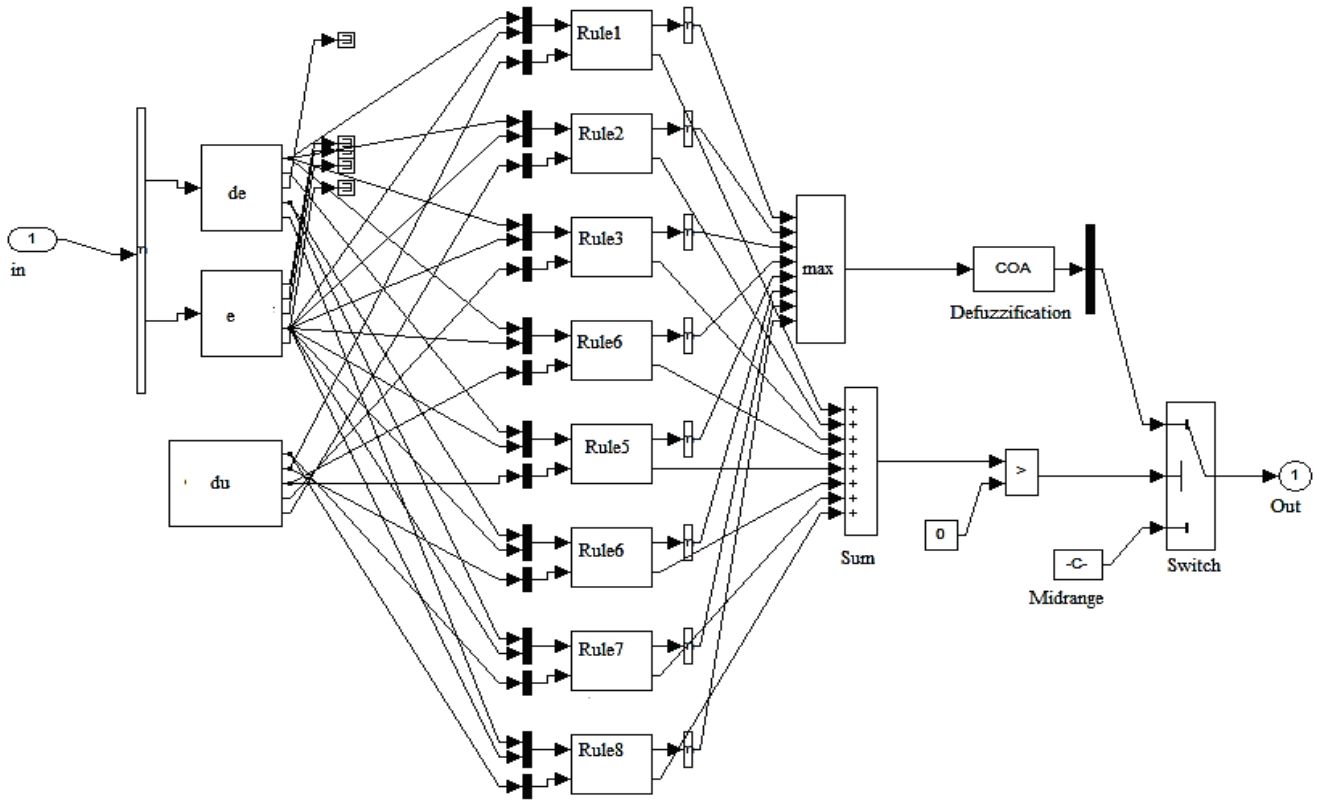 1
in
de
e
du
Rule1
Rule2
Rule3
Rule6
Rule5
Rule6
Rule7
Rule8
max
+
+
+
+
+
+
+
+
Sum
COA
Defuzzification
>
0
-C-
Midrange
Switch
1
Out